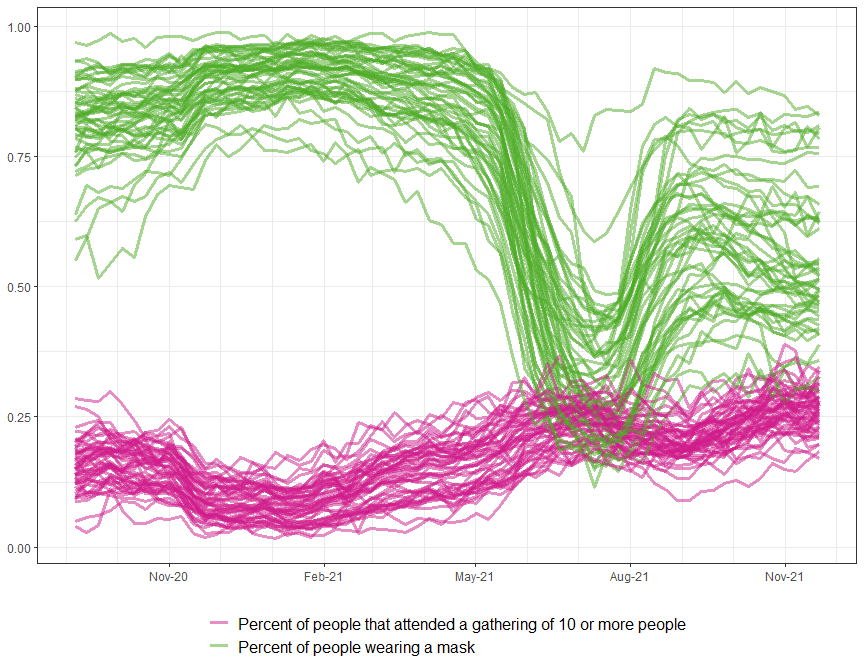 1.00
0.75
0.50
0.25
0.00
Nov-20 Feb-21 May-21 Aug-21 Nov-21
Percent of people that attended a gathering of 10 or more people
Percent of people wearing a mask